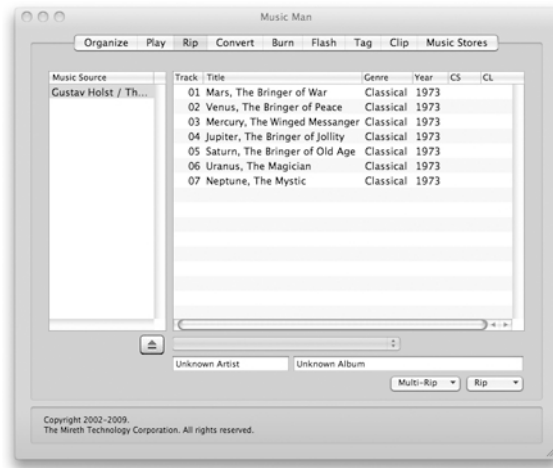 Music Man
Organize Play Rip Convert Burn Flash Tag Clip Music Stores
Music Source
Gustav Holst / Th...
Track Title Genre Year CS CL
01 Mars, The Bringer of War Classical 1973
02 Venus, The Bringer of Peace Classical 1973
03 Mercury, The Winged Messanger Classical 1973
04 Jupiter, The Bringer of Jollity Classical 1973
05 Saturn, The Bringer of Old Age Classical 1973
06 Uranus, The Magician Classical 1973
07 Neptune, The Mystic Classical 1973
Unknown Artist Unknown Album
Multi-Rip Rip
Copyright 2002-2009.
The Mireth Technology Corporation. All rights reserved.